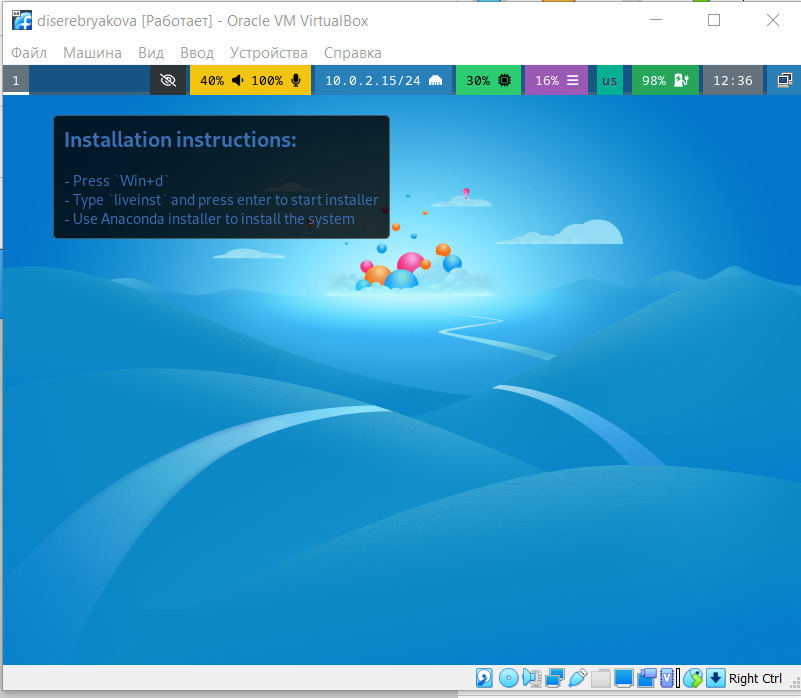 diserebryakova [Работает] - Oracle VM VirtualBox
Файл Машина Вид Ввод Устройства Справка
1 40% 100% 10.0.2.15/24 30% 16% us 98% 12:36
Installation instructions:
- Press `Win+d`
- Type `liveinst` and press enter to start installer
- Use Anaconda installer to install the system
Right Ctrl